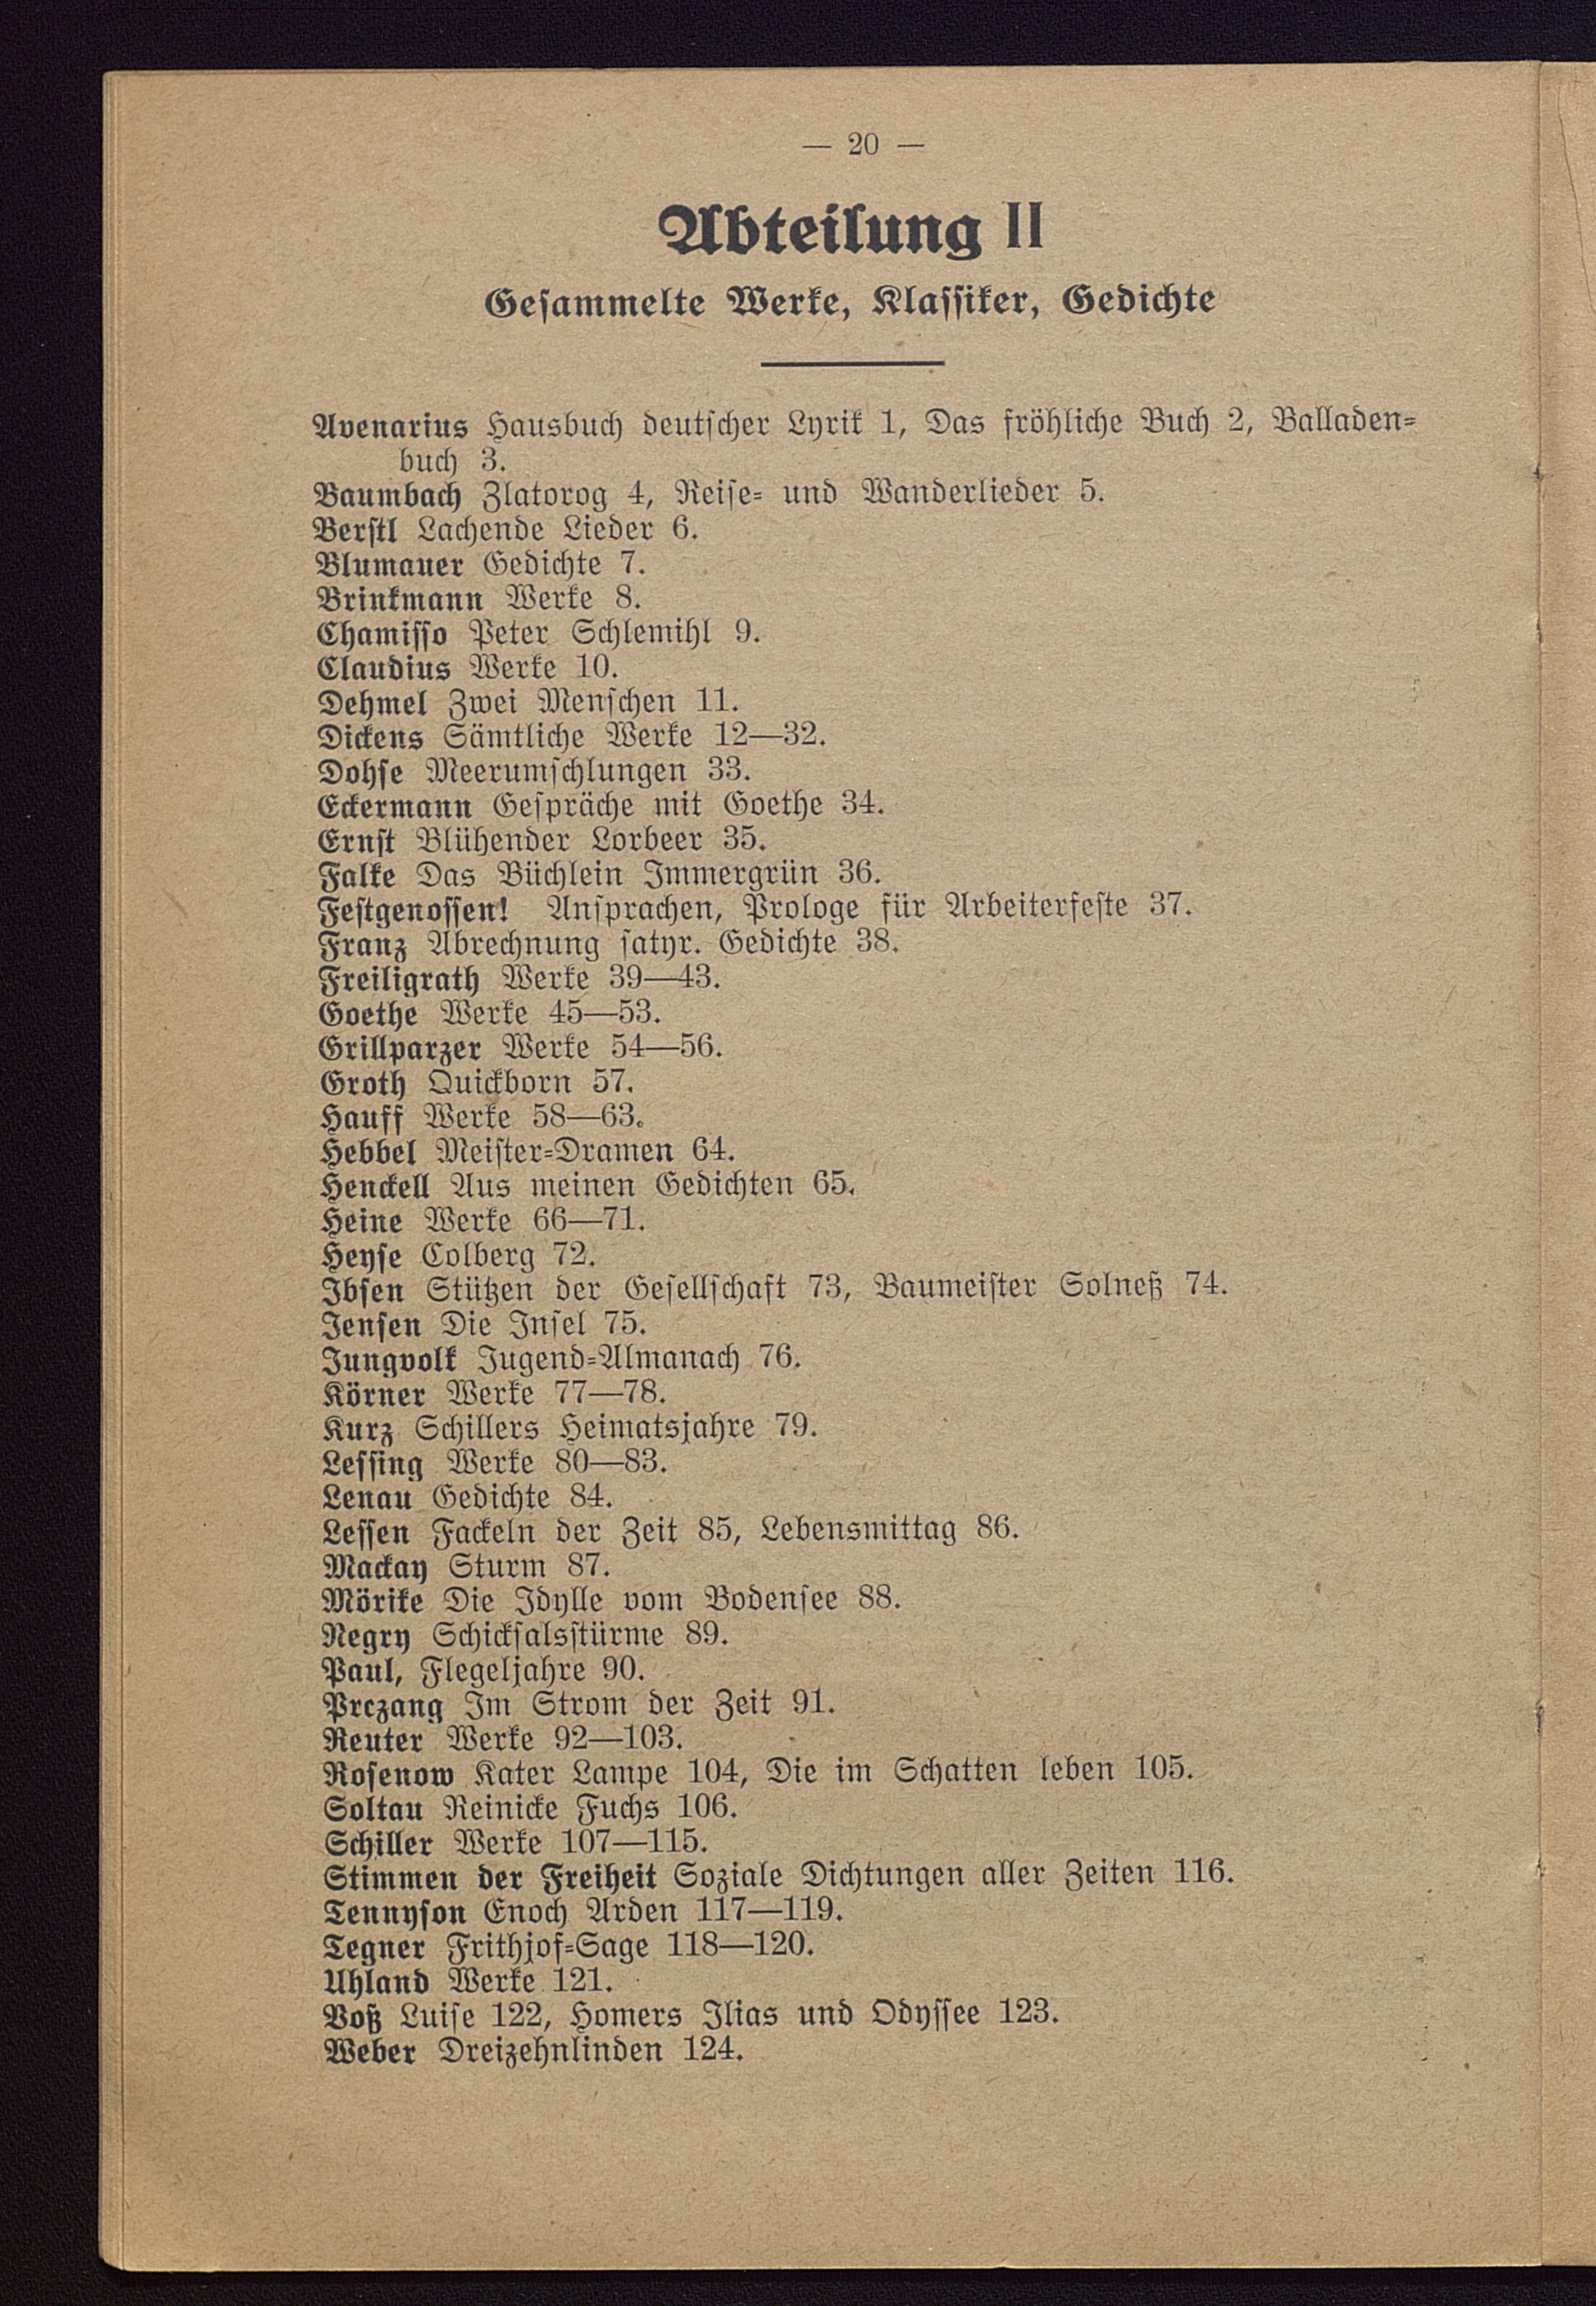 — 20 —
Abteilung II
Gesammelte Werke, Klassiker, Gedichte
Avenarius Hausbuch deutscher Lyrik 1, Das fröhliche Buch 2, Balladen-
buch 3.
Baumbach Zlatorog 4, Reise- und Wanderlieder 5.
Berstl Lachende Lieder 6.
Blumauer Gedichte 7.
Brinkmann Werke 8.
Chamisso Peter Schlemihl 9.
Claudius Werke 10.
Dehmel Zwei Menschen 11.
Dickens Sämtliche Werke 12—32.
Dohse Meerumschlungen 33.
Eckermann Gespräche mit Goethe 34.
Ernst Blühender Lorbeer 35.
Falke Das Büchlein Immergrün 36.
Festgenossen! Ansprachen, Prologe für Arbeiterfeste 37.
Franz Abrechnung satyr. Gedichte 38.
Freiligrath Werke 39—43.
Goethe Werke 45—53.
Grillparzer Werke 54—56.
Groth Quickborn 57.
Hauff Werke 58—63.
Hebbel Meister-Dramen 64.
Henckell Aus meinen Gedichten 65.
Heine Werke 66—71.
Heyse Colberg 72.
Ibsen Stützen der Gesellschaft 73, Baumeister Solneß 74.
Jensen Die Insel 75.
Jungvolk Jugend-Almanach 76.
Körner Werke 77—78.
Kurz Schillers Heimatsjahre 79.
Lessing Werke 80—83.
Lenau Gedichte 84.
Lessen Fackeln der Zeit 85, Lebensmittag 86.
Mackay Sturm 87.
Mörike Die Idylle vom Bodensee 88.
Negry Schicksalsstürme 89.
Paul, Flegeljahre 90.
Prczang Im Strom der Zeit 91.
Reuter Werke 92—103.
Rosenow Kater Lampe 104, Die im Schatten leben 105.
Soltau Reinicke Fuchs 106.
Schiller Werke 107—115.
Stimmen der Freiheit Soziale Dichtungen aller Zeiten 116.
Tennyson Enoch Arden 117—119.
Tegner Frithjof-Sage 118—120.
Uhland Werke 121.
Voß Luise 122, Homers Ilias und Odyssee 123.
Weber Dreizehnlinden 124.